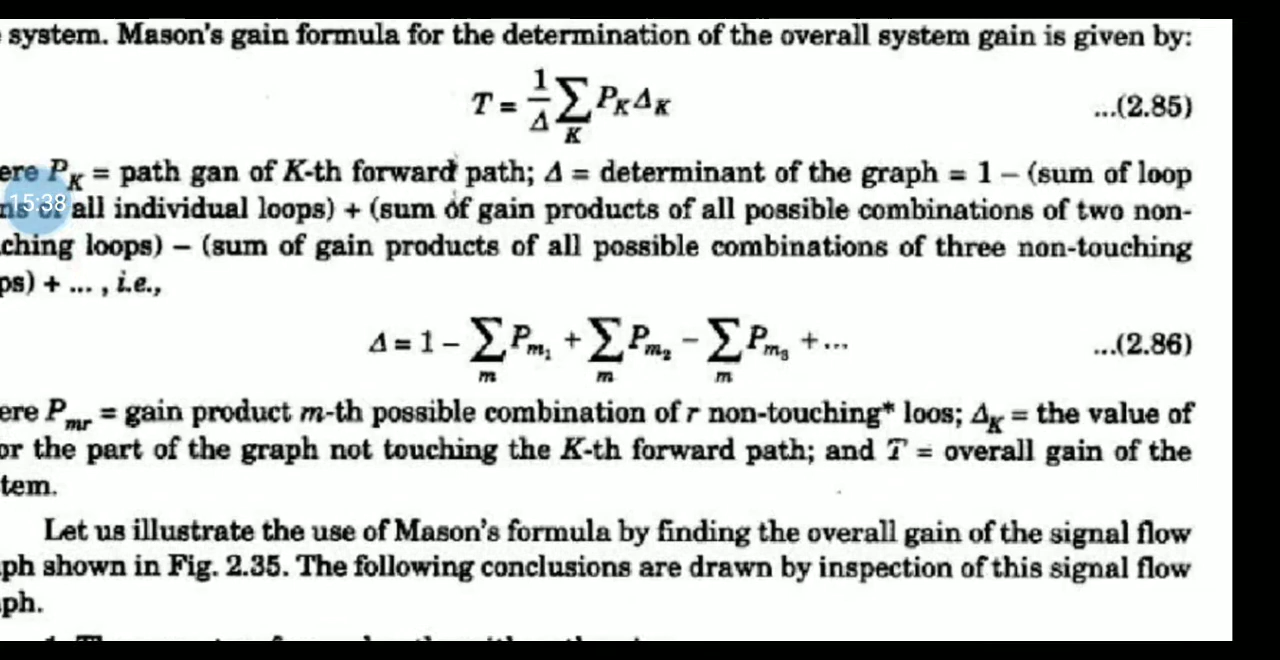 system. Mason's gain formula for the determination of the overall system gain is given by:
T = 1/Δ ∑_K P_K Δ_K ...(2.85)
ere P_K = path gan of K-th forward path; Δ = determinant of the graph = 1 – (sum of loop
15:38
all individual loops) + (sum of gain products of all possible combinations of two non-
ching loops) – (sum of gain products of all possible combinations of three non-touching
ps) + ... , i.e.,
Δ = 1 – ∑_m P_m₁ + ∑_m P_m₂ – ∑_m P_m₃ + ... ...(2.86)
ere P_mr = gain product m-th possible combination of r non-touching* loos; Δ_K = the value of
or the part of the graph not touching the K-th forward path; and T = overall gain of the
tem.
Let us illustrate the use of Mason's formula by finding the overall gain of the signal flow
ph shown in Fig. 2.35. The following conclusions are drawn by inspection of this signal flow
ph.